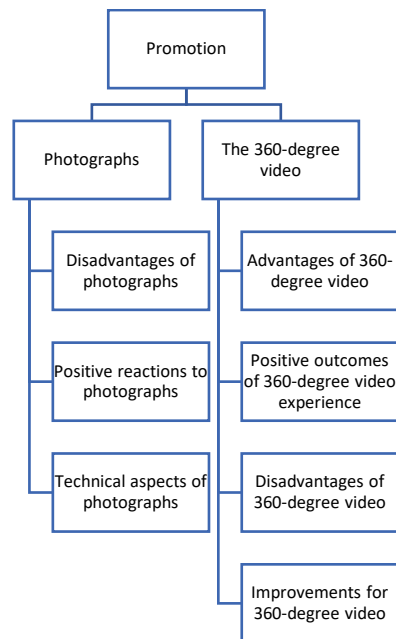 Promotion
Photographs
The 360-degree
video
Disadvantages of
photographs
Positive reactions to
photographs
Technical aspects of
photographs
Advantages of 360-
degree video
Positive outcomes
of 360-degree video
experience
Disadvantages of
360-degree video
Improvements for
360-degree video